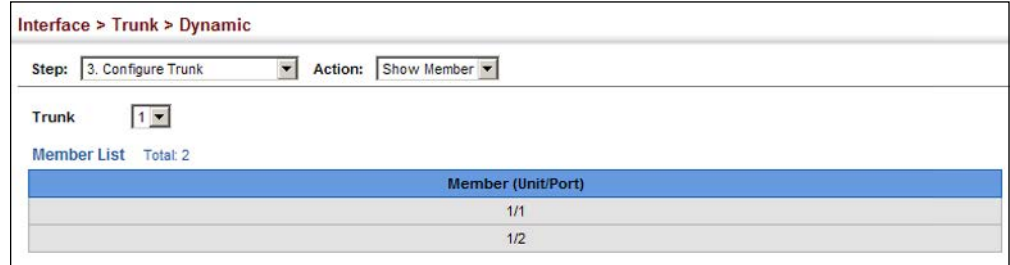 Interface > Trunk > Dynamic
Step: 3. Configure Trunk Action: Show Member
Trunk 1
Member List Total: 2
Member (Unit/Port)
1/1
1/2